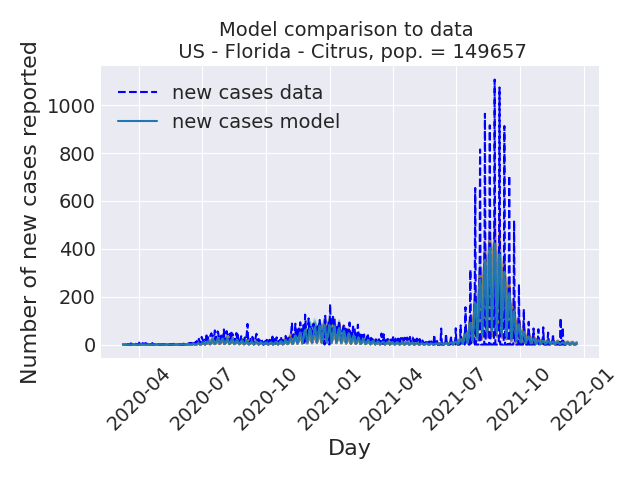 Model comparison to data
US - Florida - Citrus, pop. = 149657
new cases data
new cases model
Number of new cases reported
1000
800
600
400
200
0
2020-04
2020-07
2020-10
2021-01
2021-04
2021-07
2021-10
2022-01
Day